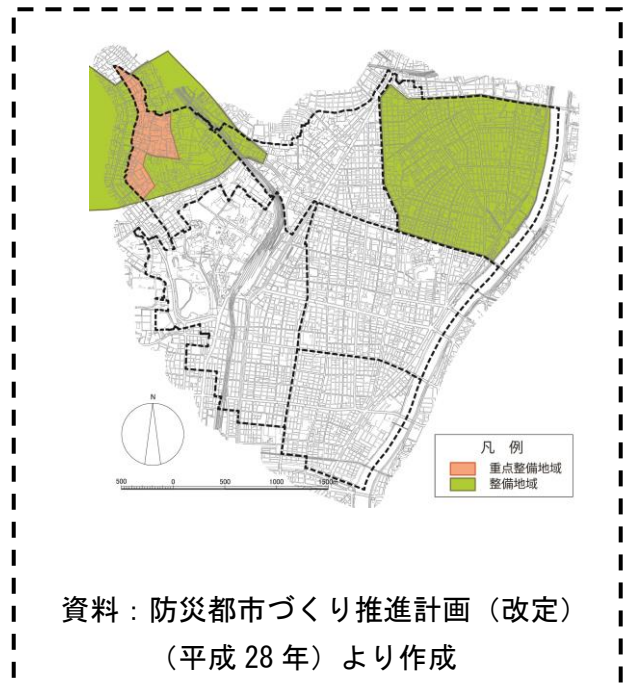 N
500 0 500 1000 1500
凡 例
重点整備地域
整備地域
資料：防災都市づくり推進計画（改定）
（平成 28 年）より作成